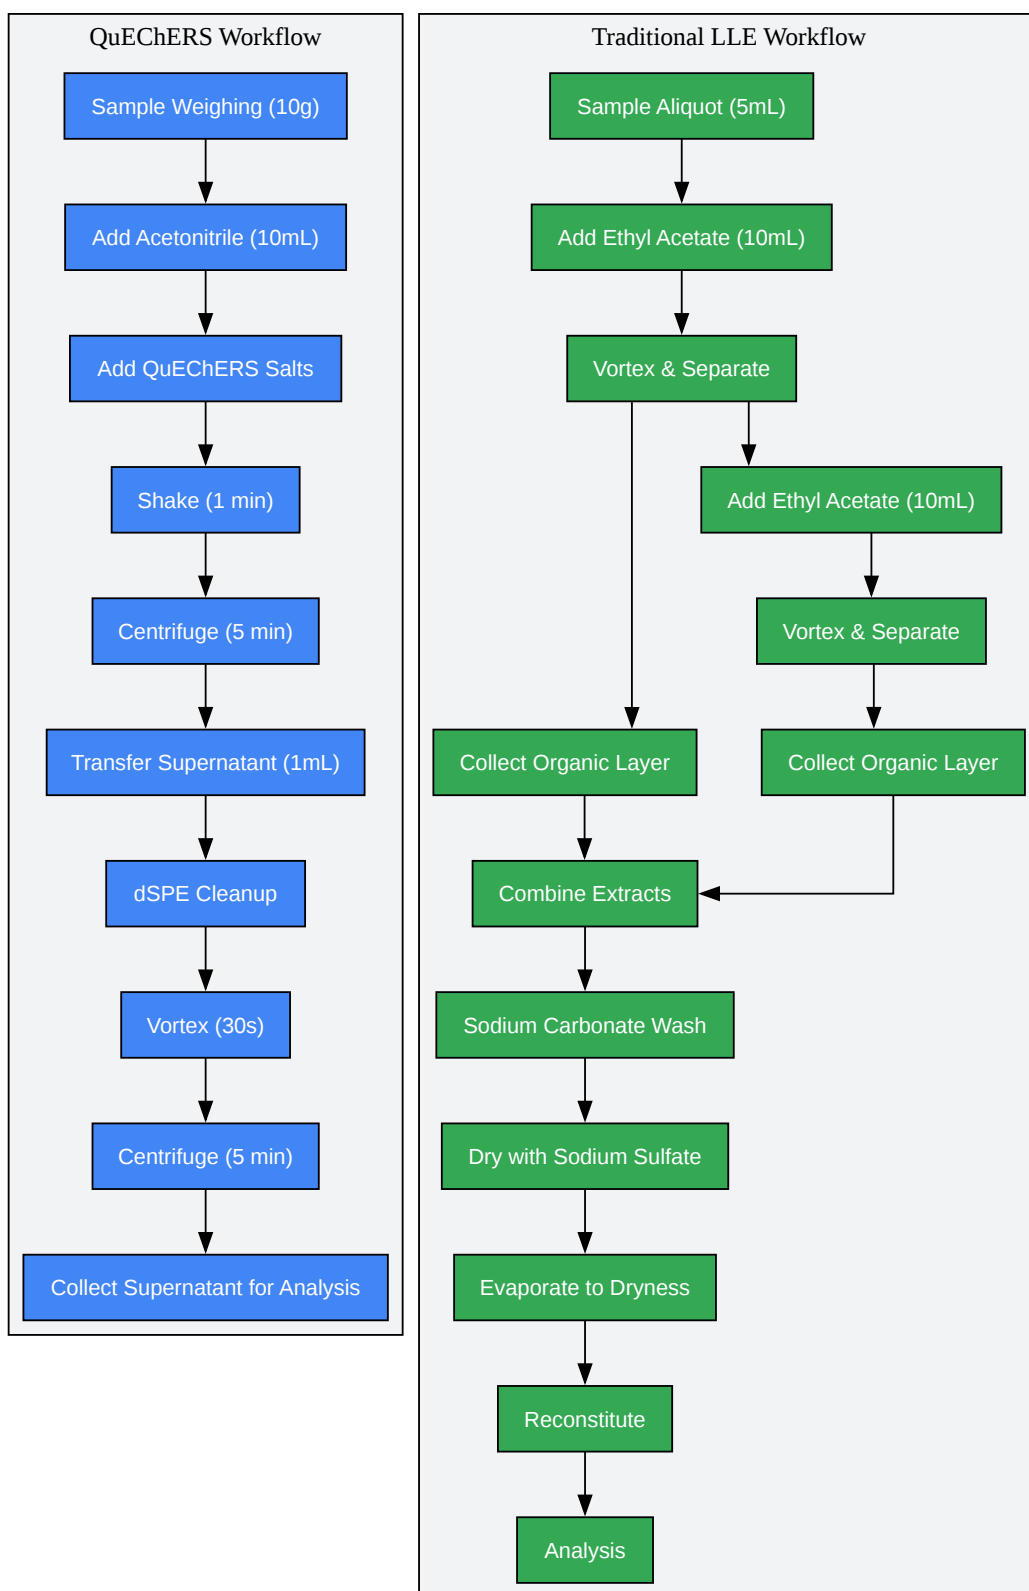 QuEChERS Workflow
Sample Weighing (10g)
Add Acetonitrile (10mL)
Add QuEChERS Salts
Shake (1 min)
Centrifuge (5 min)
Transfer Supernatant (1mL)
dSPE Cleanup
Vortex (30s)
Centrifuge (5 min)
Collect Supernatant for Analysis
Traditional LLE Workflow
Sample Aliquot (5mL)
Add Ethyl Acetate (10mL)
Vortex & Separate
Add Ethyl Acetate (10mL)
Vortex & Separate
Collect Organic Layer
Collect Organic Layer
Combine Extracts
Sodium Carbonate Wash
Dry with Sodium Sulfate
Evaporate to Dryness
Reconstitute
Analysis